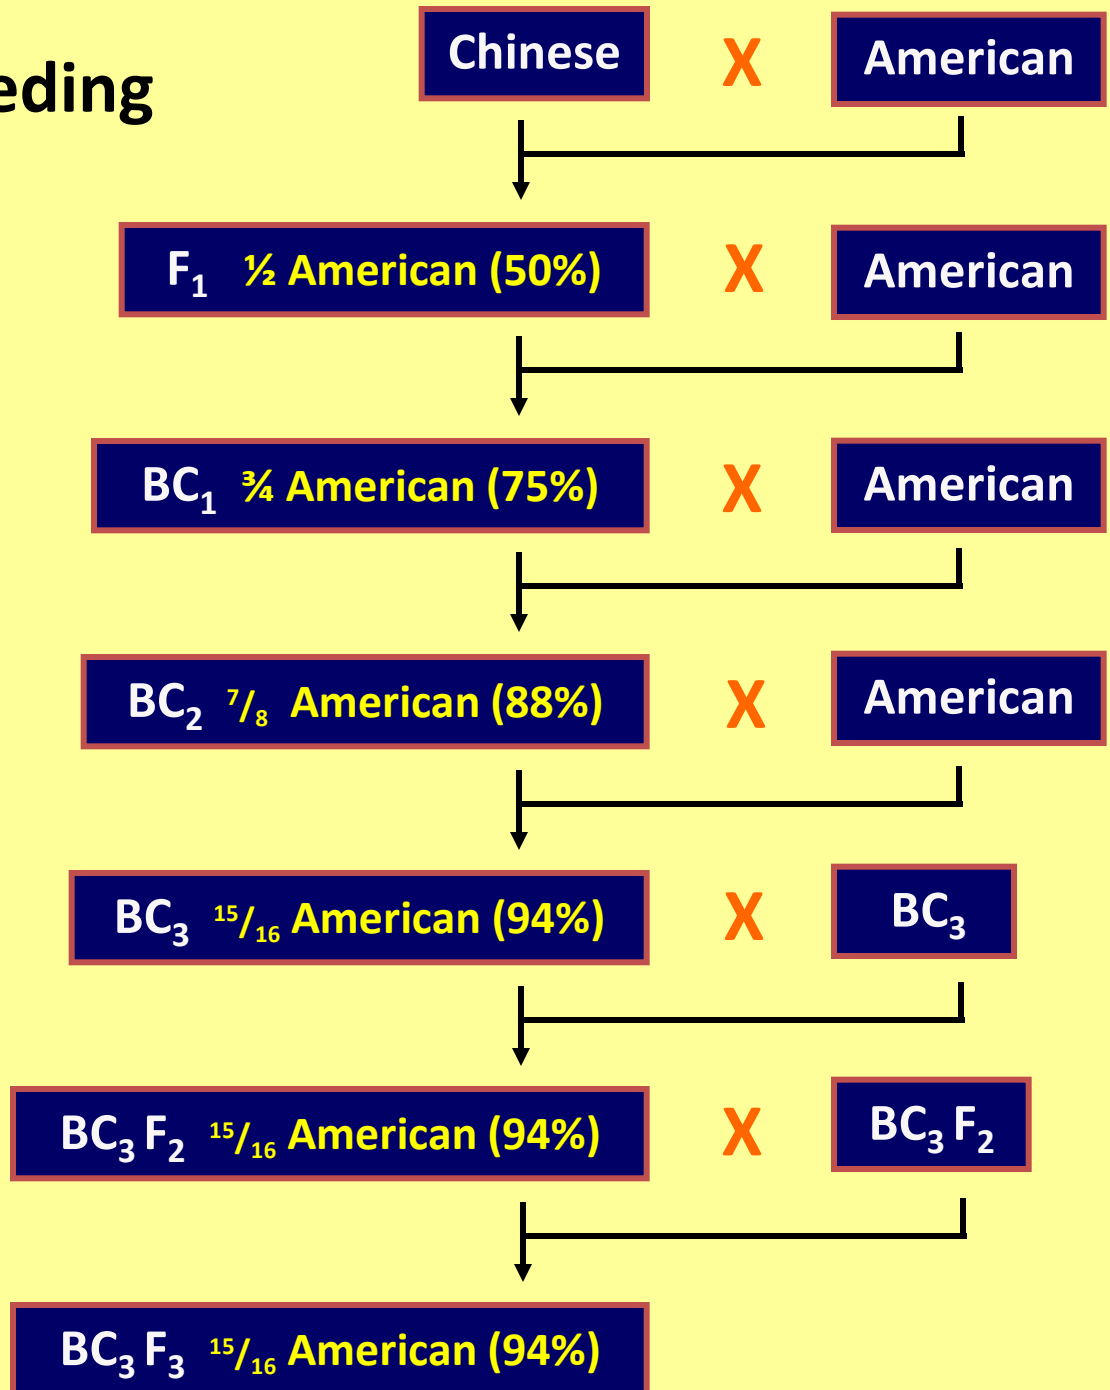 Chinese X American
eding
F₁ ½ American (50%) X American
BC₁ ¾ American (75%) X American
BC₂ ⁷/₈ American (88%) X American
BC₃ ¹⁵/₁₆ American (94%) X BC₃
BC₃ F₂ ¹⁵/₁₆ American (94%) X BC₃ F₂
BC₃ F₃ ¹⁵/₁₆ American (94%)